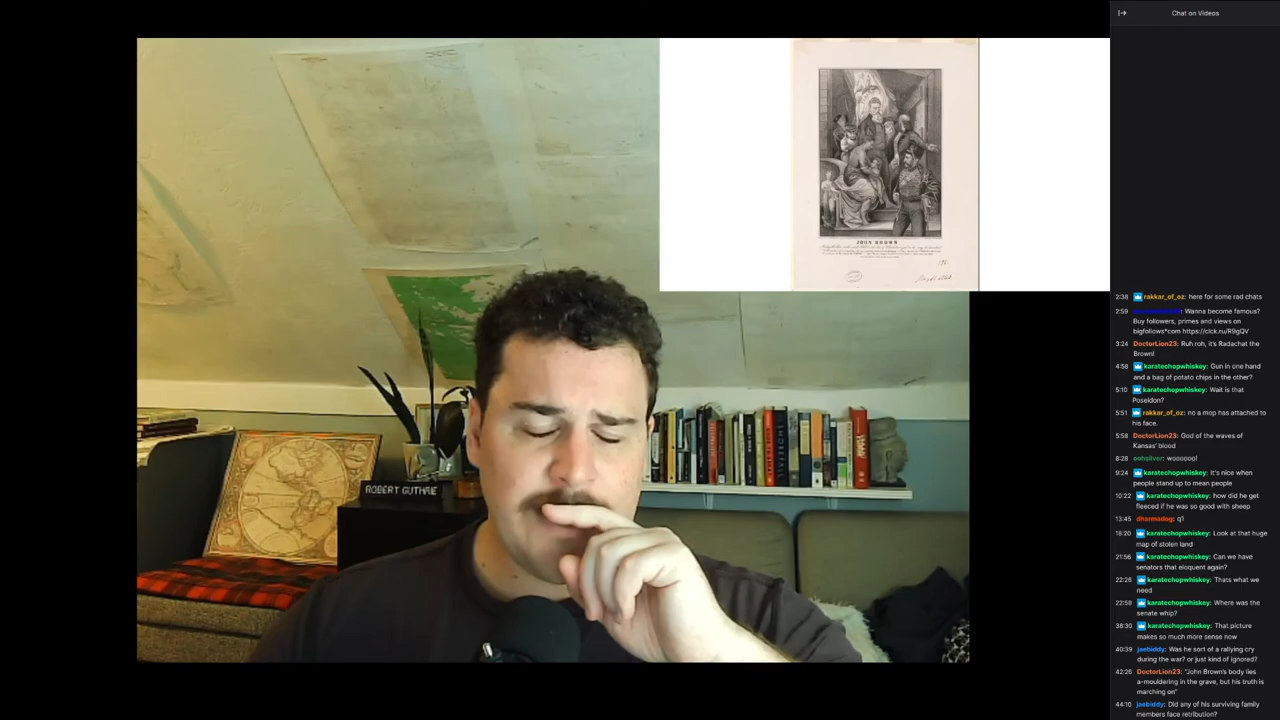 Chat on Videos
JOHN BROWN
ROBERT GUTHRIE
2:38 rakkar_of_oz: here for some rad chats
2:59 : Wanna become famous?
Buy followers, primes and views on
bigfollows*com https://clck.ru/R9gQV
3:24 DoctorLion23: Ruh roh, it's Radachat the
Brown!
4:58 karatechopwhiskey: Gun in one hand
and a bag of potato chips in the other?
5:10 karatechopwhiskey: Wait is that
Poseidon?
5:51 rakkar_of_oz: no a mop has attached to
his face.
5:58 DoctorLion23: God of the waves of
Kansas' blood
8:28 oohsilver: woooooo!
9:24 karatechopwhiskey: It's nice when
people stand up to mean people
10:22 karatechopwhiskey: how did he get
fleeced if he was so good with sheep
13:45 dharmadog: q1
18:20 karatechopwhiskey: Look at that huge
map of stolen land
21:56 karatechopwhiskey: Can we have
senators that eloquent again?
22:26 karatechopwhiskey: Thats what we
need
22:58 karatechopwhiskey: Where was the
senate whip?
38:30 karatechopwhiskey: That picture
makes so much more sense now
40:39 jaebiddy: Was he sort of a rallying cry
during the war? or just kind of ignored?
42:26 DoctorLion23: "John Brown's body lies
a-mouldering in the grave, but his truth is
marching on"
44:10 jaebiddy: Did any of his surviving family
members face retribution?